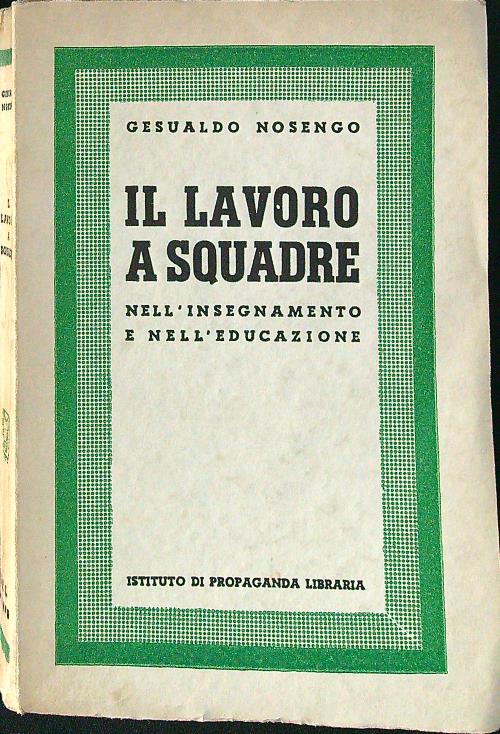 GESUALDO NOSENGO
IL LAVORO
A SQUADRE
NELL'INSEGNAMENTO
E NELL'EDUCAZIONE
ISTITUTO DI PROPAGANDA LIBRARIA